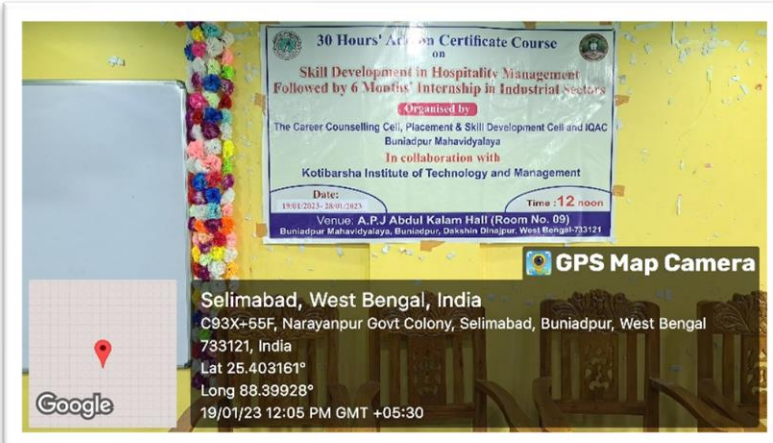 30 Hours' Add on Certificate Course
on
Skill Development in Hospitality Management
Followed by 6 Months' Internship in Industrial Sectors
Organised by
The Career Counselling Cell, Placement & Skill Development Cell and IQAC
Buniadpur Mahavidyalaya
In collaboration with
Kotibarsha Institute of Technology and Management
Date:
19/01/2023- 28/01/2023
Time :12 noon
Venue: A.P.J Abdul Kalam Hall (Room No. 09)
Buniadpur Mahavidyalaya, Buniadpur, Dakshin Dinajpur, West Bengal-733121
GPS Map Camera
Selimabad, West Bengal, India
C93X+55F, Narayanpur Govt Colony, Selimabad, Buniadpur, West Bengal
733121, India
Lat 25.403161°
Long 88.39928°
19/01/23 12:05 PM GMT +05:30
Google